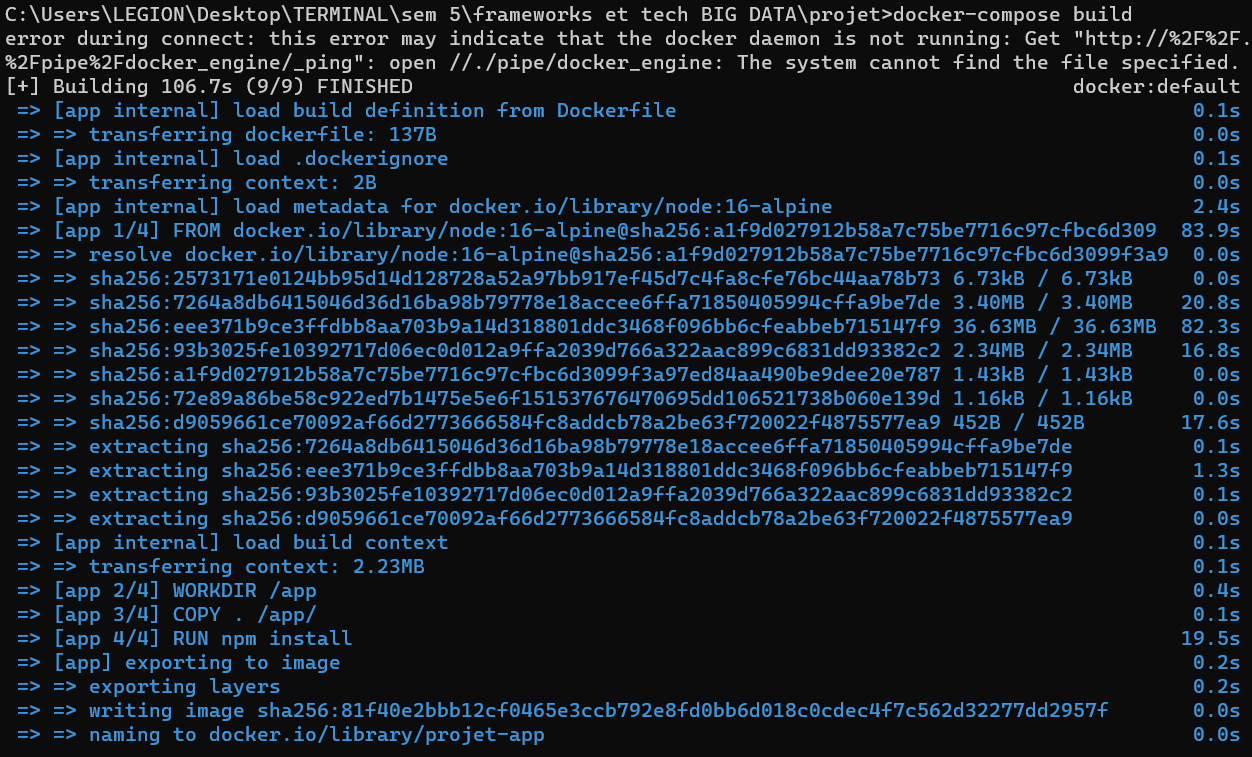 C:\Users\LEGION\Desktop\TERMINAL\sem 5\frameworks et tech BIG DATA\projet>docker-compose build
error during connect: this error may indicate that the docker daemon is not running: Get "http://%2F%2F.
%2Fpipe%2Fdocker_engine/_ping": open //./pipe/docker_engine: The system cannot find the file specified.
[+] Building 106.7s (9/9) FINISHED docker:default
=> [app internal] load build definition from Dockerfile 0.1s
=> => transferring dockerfile: 137B 0.0s
=> [app internal] load .dockerignore 0.1s
=> => transferring context: 2B 0.0s
=> [app internal] load metadata for docker.io/library/node:16-alpine 2.4s
=> [app 1/4] FROM docker.io/library/node:16-alpine@sha256:a1f9d027912b58a7c75be7716c97cfbc6d309 83.9s
=> => resolve docker.io/library/node:16-alpine@sha256:a1f9d027912b58a7c75be7716c97cfbc6d3099f3a9 0.0s
=> => sha256:2573171e0124bb95d14d128728a52a97bb917ef45d7c4fa8cfe76bc44aa78b73 6.73kB / 6.73kB 0.0s
=> => sha256:7264a8db6415046d36d16ba98b79778e18accee6ffa71850405994cffa9be7de 3.40MB / 3.40MB 20.8s
=> => sha256:eee371b9ce3ffdbb8aa703b9a14d318801ddc3468f096bb6cfeabbeb715147f9 36.63MB / 36.63MB 82.3s
=> => sha256:93b3025fe10392717d06ec0d012a9ffa2039d766a322aac899c6831dd93382c2 2.34MB / 2.34MB 16.8s
=> => sha256:a1f9d027912b58a7c75be7716c97cfbc6d3099f3a97ed84aa490be9dee20e787 1.43kB / 1.43kB 0.0s
=> => sha256:72e89a86be58c922ed7b1475e5e6f151537676470695dd106521738b060e139d 1.16kB / 1.16kB 0.0s
=> => sha256:d9059661ce70092af66d2773666584fc8addcb78a2be63f720022f4875577ea9 452B / 452B 17.6s
=> => extracting sha256:7264a8db6415046d36d16ba98b79778e18accee6ffa71850405994cffa9be7de 0.1s
=> => extracting sha256:eee371b9ce3ffdbb8aa703b9a14d318801ddc3468f096bb6cfeabbeb715147f9 1.3s
=> => extracting sha256:93b3025fe10392717d06ec0d012a9ffa2039d766a322aac899c6831dd93382c2 0.1s
=> => extracting sha256:d9059661ce70092af66d2773666584fc8addcb78a2be63f720022f4875577ea9 0.0s
=> [app internal] load build context 0.1s
=> => transferring context: 2.23MB 0.1s
=> [app 2/4] WORKDIR /app 0.4s
=> [app 3/4] COPY . /app/ 0.1s
=> [app 4/4] RUN npm install 19.5s
=> [app] exporting to image 0.2s
=> => exporting layers 0.2s
=> => writing image sha256:81f40e2bbb12cf0465e3ccb792e8fd0bb6d018c0cdec4f7c562d32277dd2957f 0.0s
=> => naming to docker.io/library/projet-app 0.0s